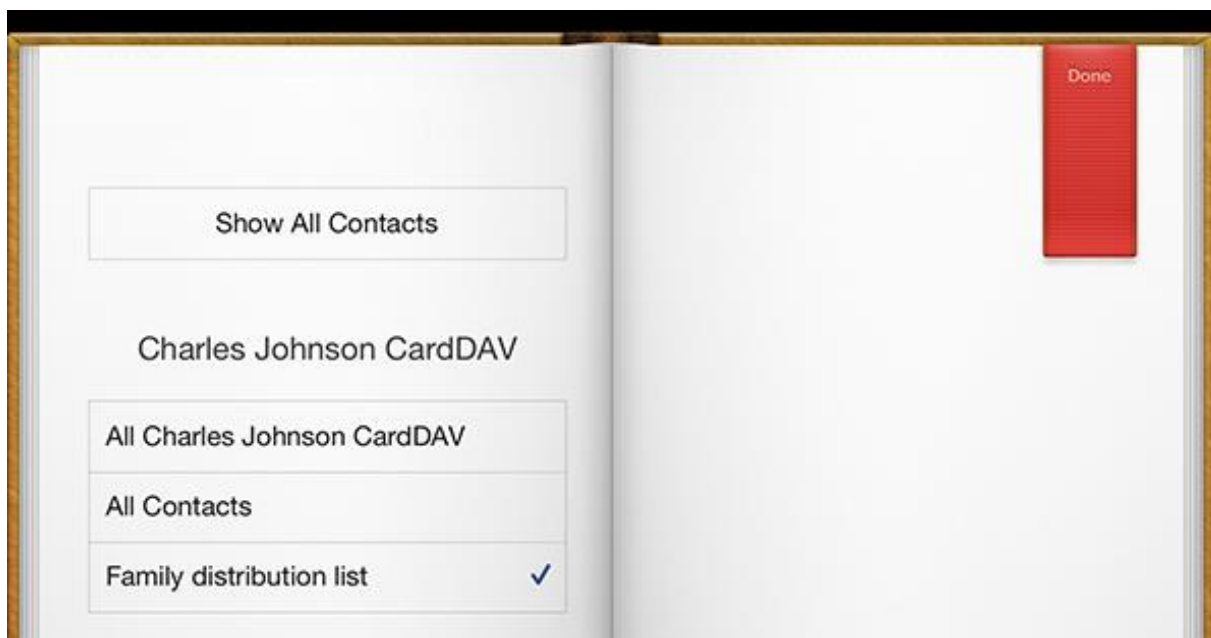 Done
Show All Contacts
Charles Johnson CardDAV
All Charles Johnson CardDAV
All Contacts
Family distribution list